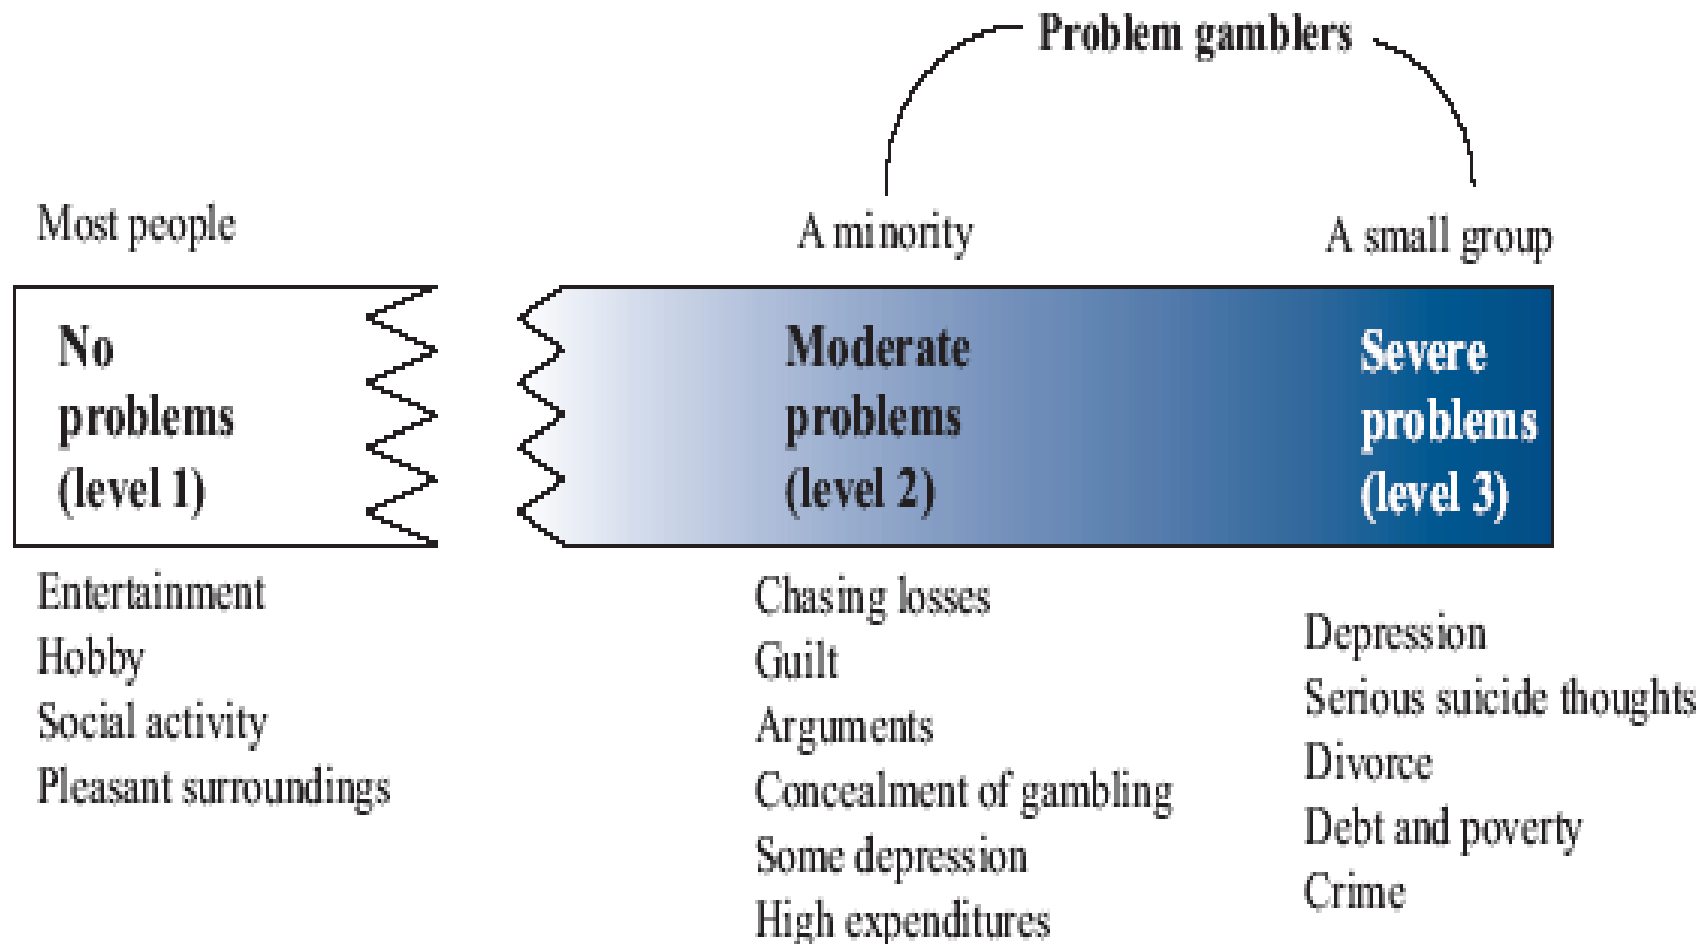 Problem gamblers
Most people
A minority
A small group
No
problems
(level 1)
Moderate
problems
(level 2)
Severe
problems
(level 3)
Entertainment
Hobby
Social activity
Pleasant surroundings
Chasing losses
Guilt
Arguments
Concealment of gambling
Some depression
High expenditures
Depression
Serious suicide thoughts
Divorce
Debt and poverty
Crime